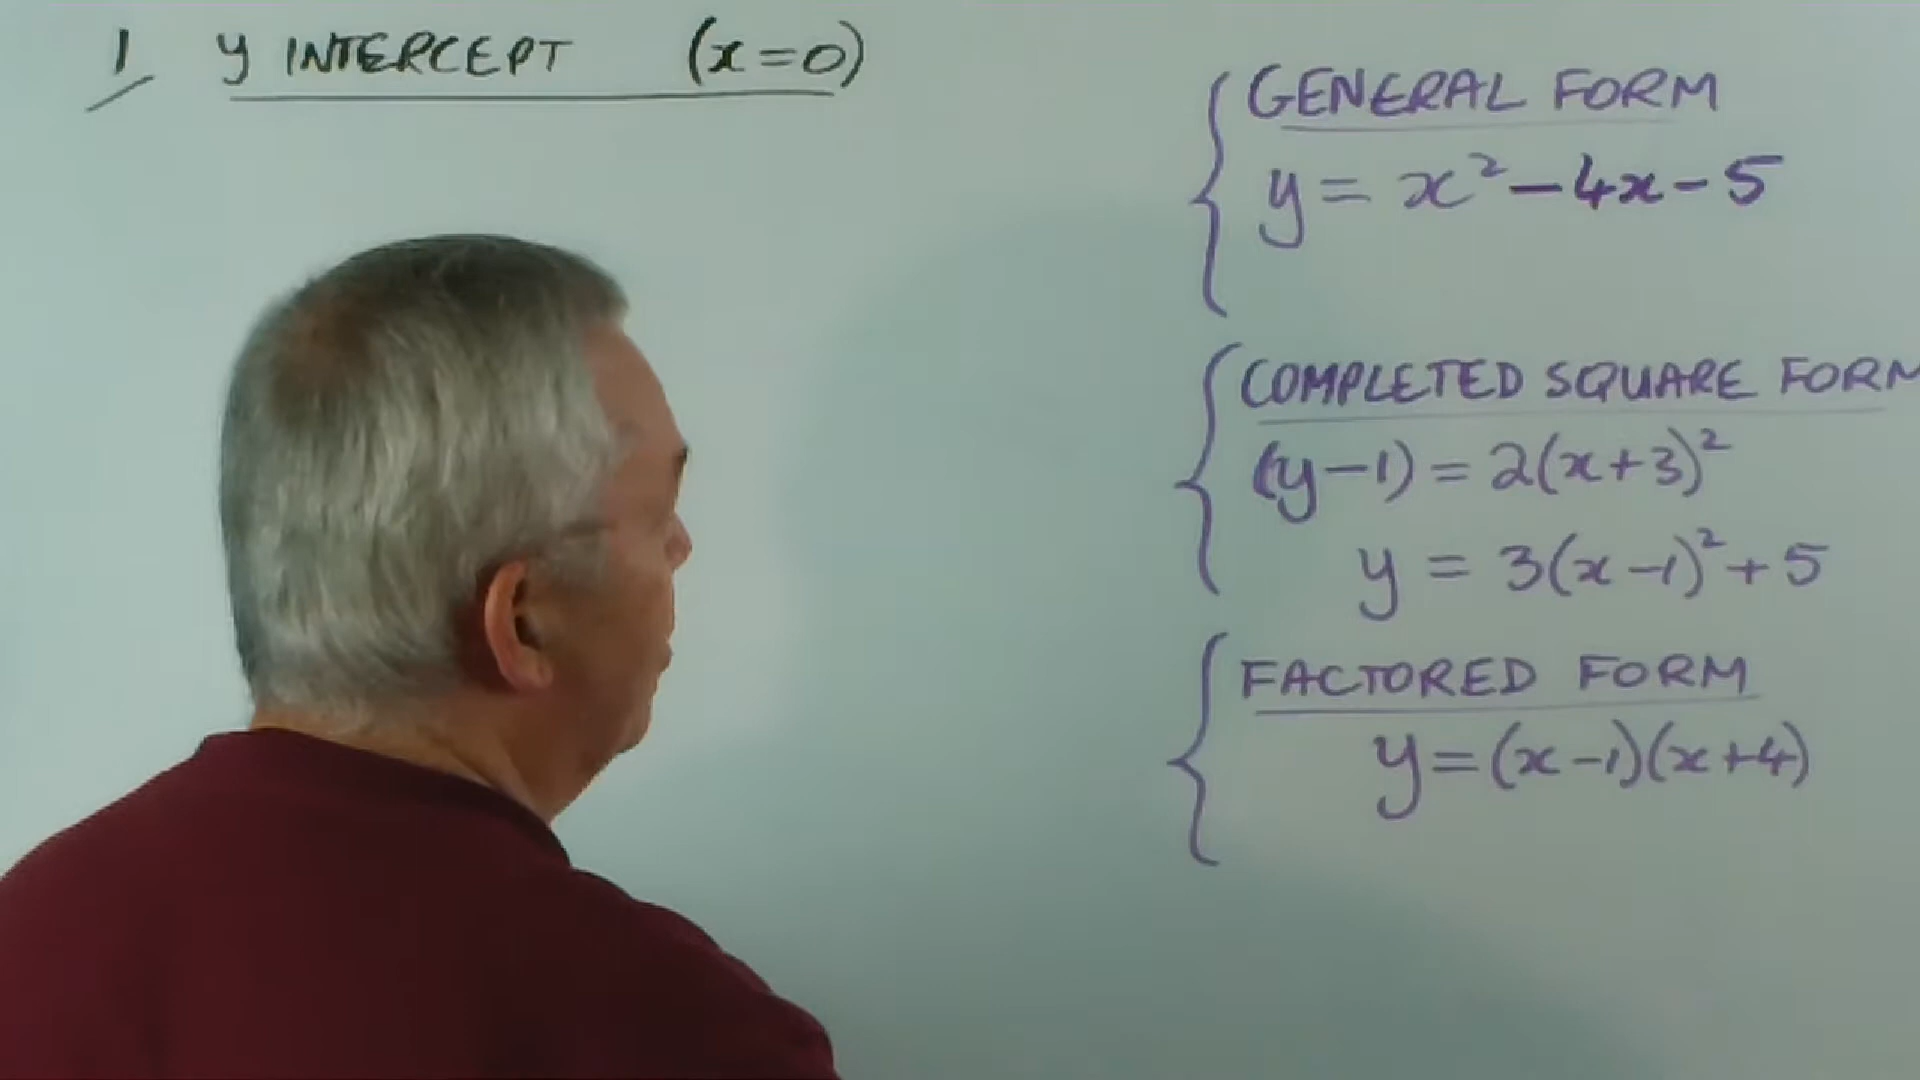 1 y INTERCEPT (x=0)
GENERAL FORM
y = x² - 4x - 5
COMPLETED SQUARE FORM
(y-1) = 2(x+3)²
y = 3(x-1)² + 5
FACTORED FORM
y = (x-1)(x+4)